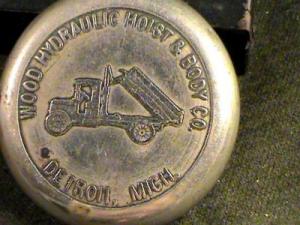 WOOD HYDRAULIC HOIST & BODY CO.
DETROIT, MICH.